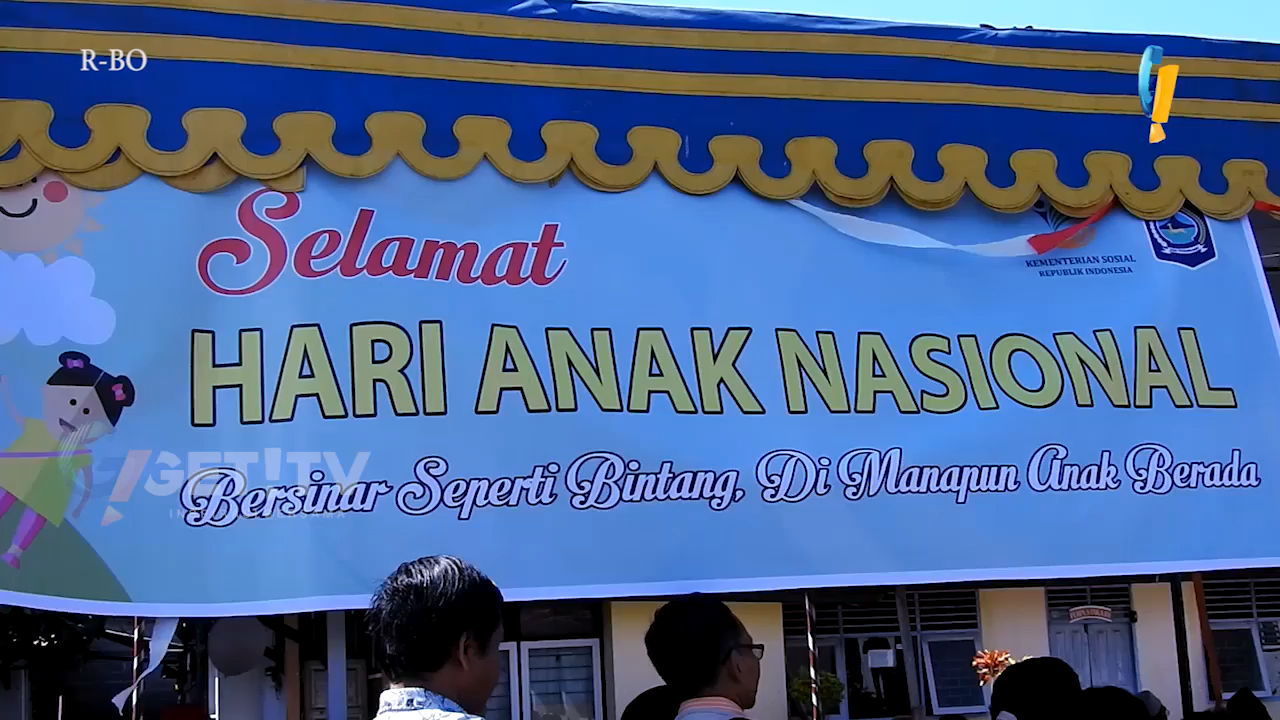 R-BO
Selamat
KEMENTERIAN SOSIAL
REPUBLIK INDONESIA
HARI ANAK NASIONAL
GET!TV
Bersinar Seperti Bintang, Di Manapun Anak Berada